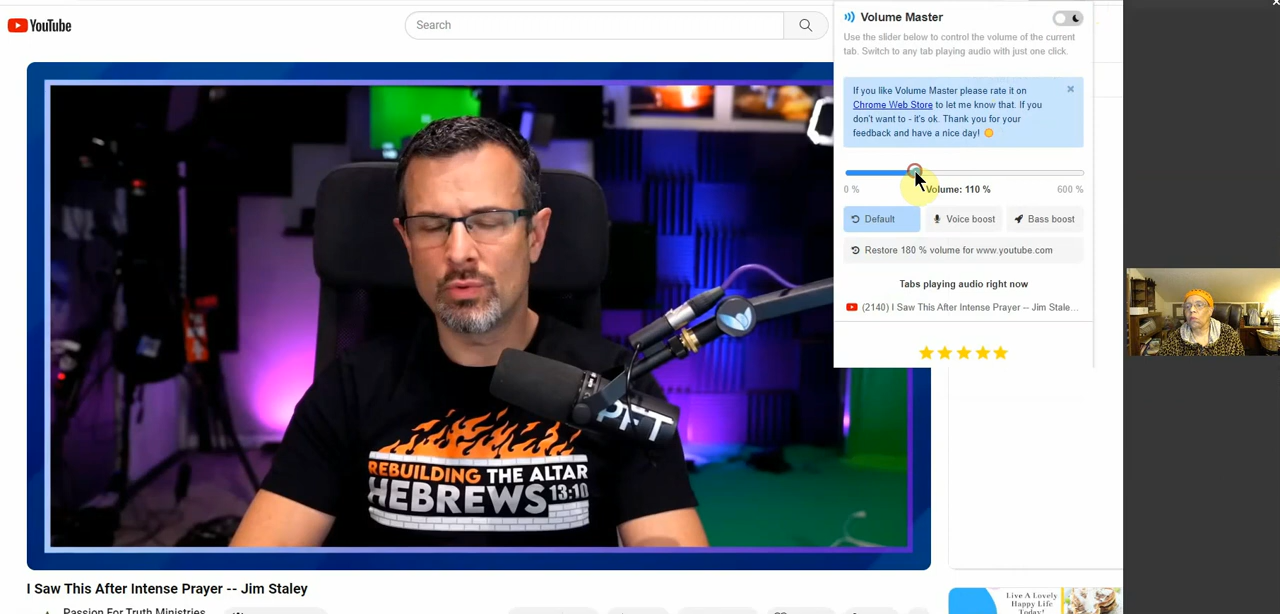 YouTube
Search
Volume Master
Use the slider below to control the volume of the current
tab. Switch to any tab playing audio with just one click.
If you like Volume Master please rate it on
Chrome Web Store to let me know that. If you
don't want to - it's ok. Thank you for your
feedback and have a nice day!
0 %
Volume: 110 %
600 %
Default
Voice boost
Bass boost
Restore 180 % volume for www.youtube.com
Tabs playing audio right now
(2140) I Saw This After Intense Prayer -- Jim Stale...
PFT
REBUILDING THE ALTAR
HEBREWS 13:10
I Saw This After Intense Prayer -- Jim Staley
Passion For Truth Ministries
Live A Lovely
Happy Life
Today!